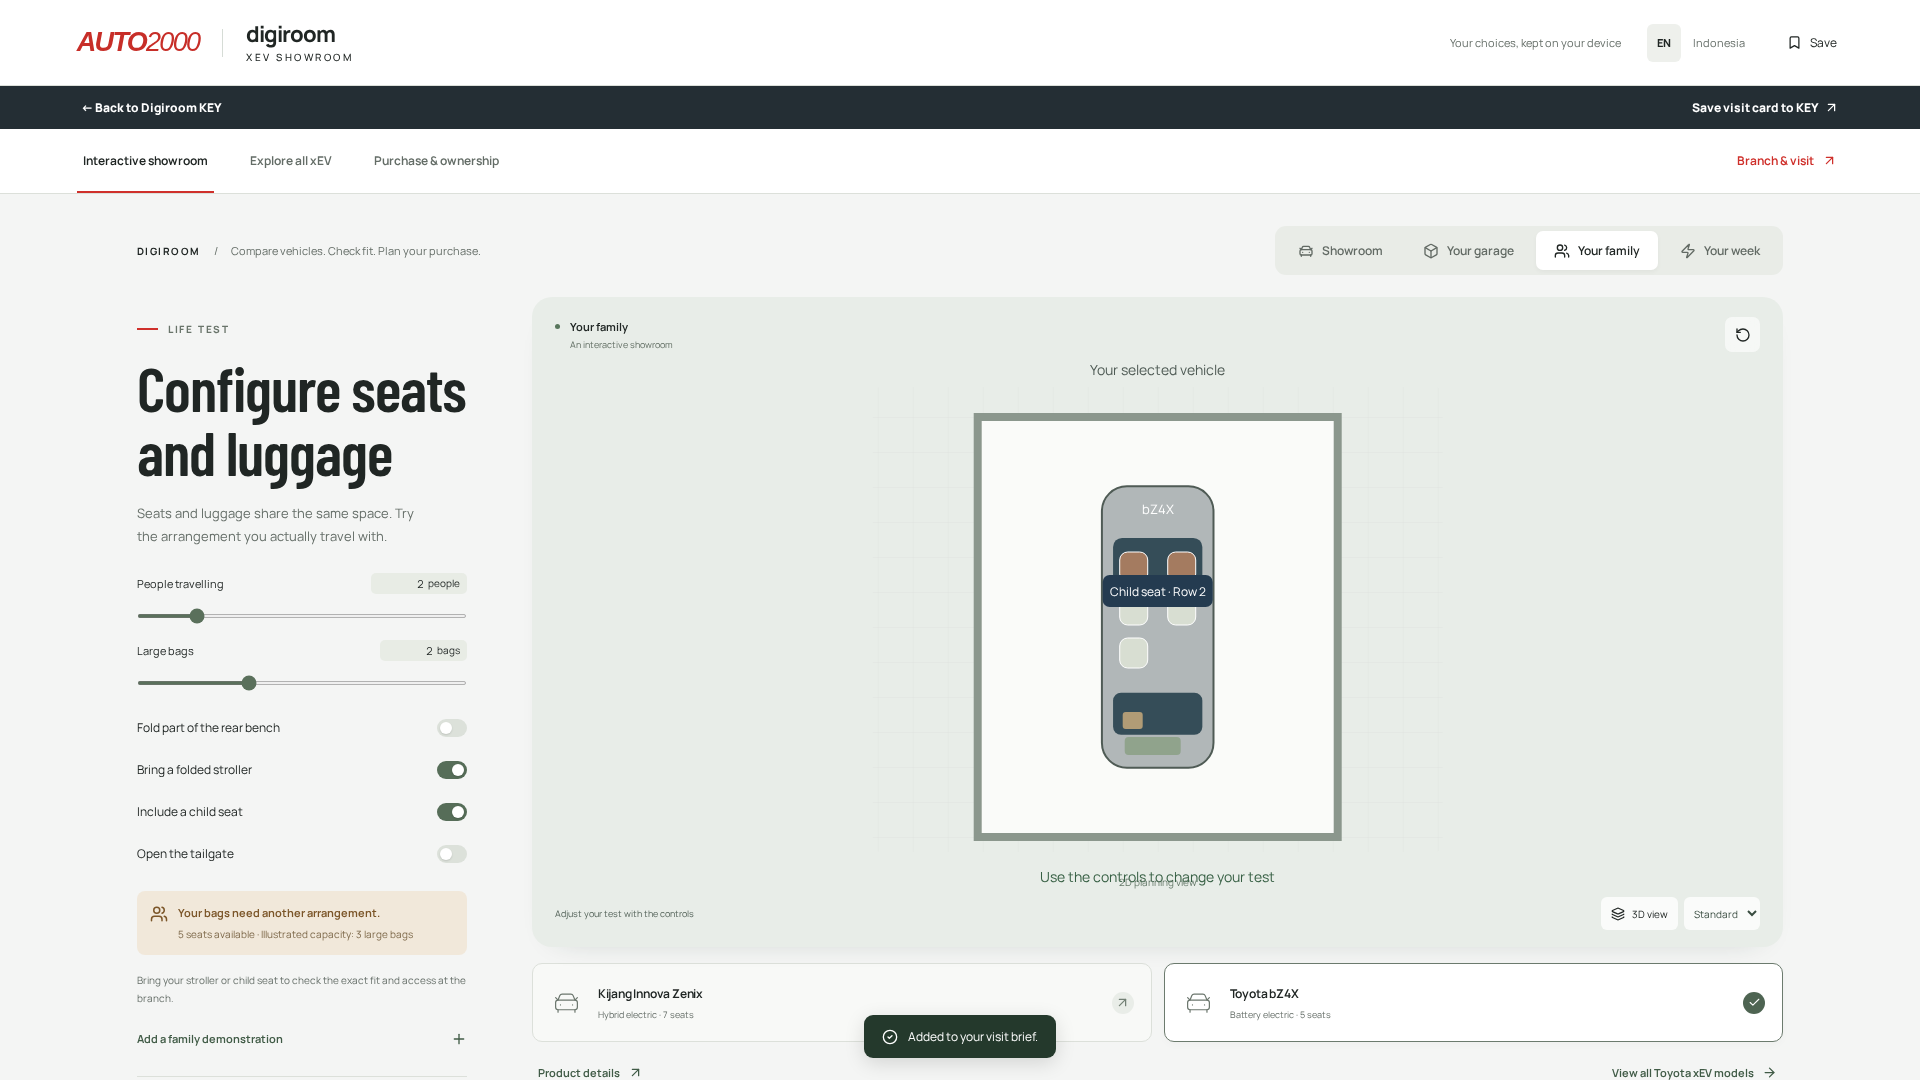 AUTO2000
digiroom
XEV SHOWROOM
Your choices, kept on your device
EN
Indonesia
Save
← Back to Digiroom KEY
Save visit card to KEY
Interactive showroom
Explore all xEV
Purchase & ownership
Branch & visit
DIGIROOM / Compare vehicles. Check fit. Plan your purchase.
Showroom
Your garage
Your family
Your week
LIFE TEST
Configure seats
and luggage
Seats and luggage share the same space. Try
the arrangement you actually travel with.
People travelling
2 people
Large bags
2 bags
Fold part of the rear bench
Bring a folded stroller
Include a child seat
Open the tailgate
Your bags need another arrangement.
5 seats available · Illustrated capacity: 3 large bags
Bring your stroller or child seat to check the exact fit and access at the
branch.
Add a family demonstration
Your family
An interactive showroom
Your selected vehicle
bZ4X
Child seat · Row 2
Use the controls to change your test
2D planning view
Adjust your test with the controls
3D view
Standard
Kijang Innova Zenix
Hybrid electric · 7 seats
Toyota bZ4X
Battery electric · 5 seats
Added to your visit brief.
Product details
View all Toyota xEV models